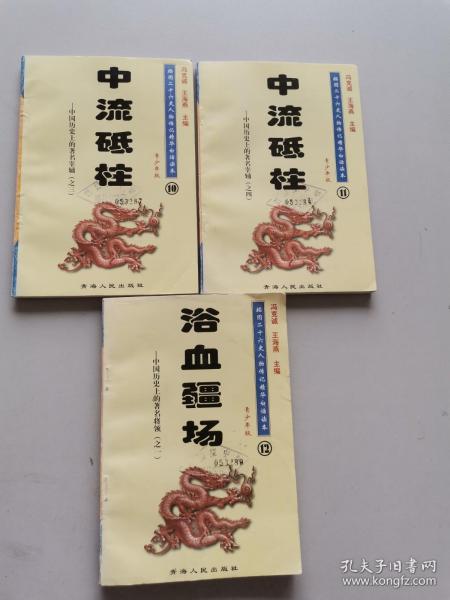 冯克诚 王海燕 主编
插图二十六史人物传记精华白话读本
青少年版
⑩
中流砥柱
—中国历史上的著名宰辅（之三）
053287
青海人民出版社
冯克诚 王海燕 主编
插图二十六史人物传记精华白话读本
青少年版
⑪
中流砥柱
—中国历史上的著名宰辅（之四）
青海人民出版社
冯克诚 王海燕 主编
插图二十六史人物传记精华白话读本
青少年版
⑫
浴血疆场
—中国历史上的著名将领（之一）
青海人民出版社
孔夫子旧书网
www.kongfz.com